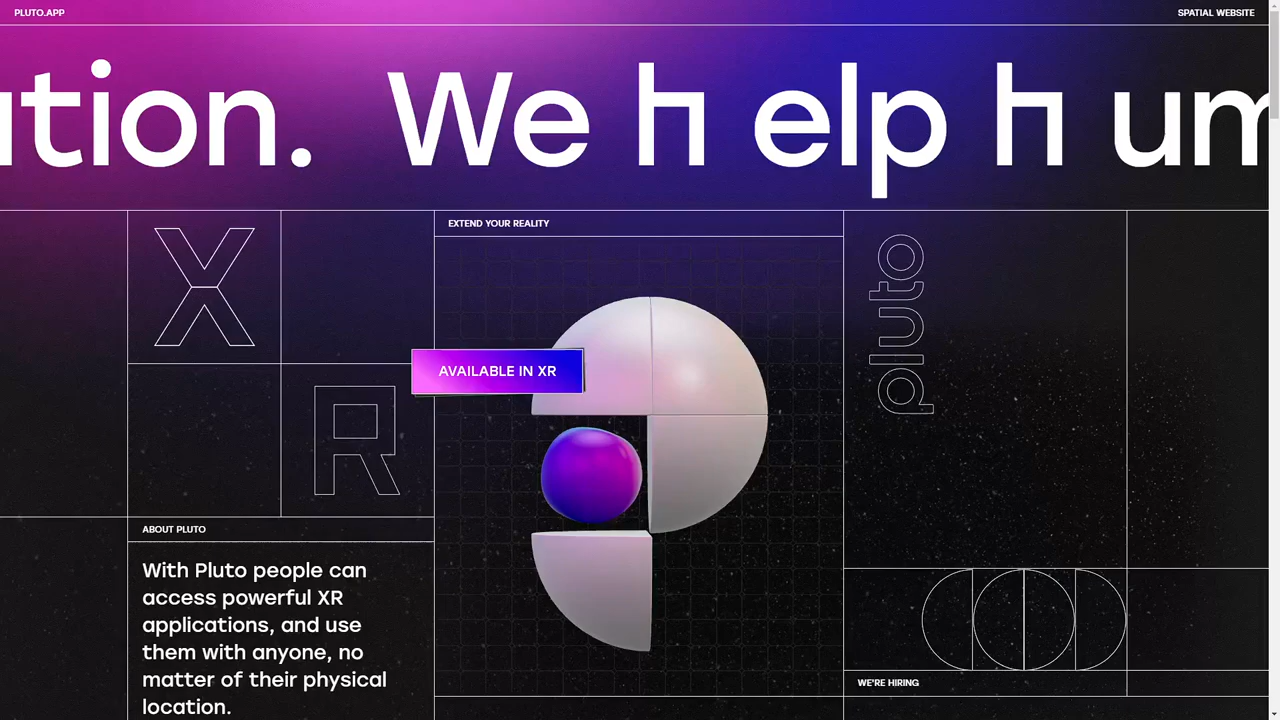 PLUTO.APP
SPATIAL WEBSITE
tion. We h elp h um
EXTEND YOUR REALITY
X
R
pluto
AVAILABLE IN XR
ABOUT PLUTO
With Pluto people can
access powerful XR
applications, and use
them with anyone, no
matter of their physical
location.
WE'RE HIRING